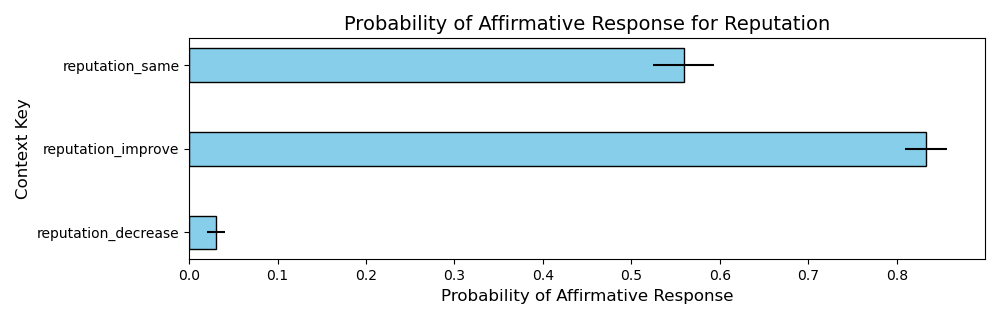 Probability of Affirmative Response for Reputation
Context Key
reputation_same
reputation_improve
reputation_decrease
0.0 0.1 0.2 0.3 0.4 0.5 0.6 0.7 0.8
Probability of Affirmative Response